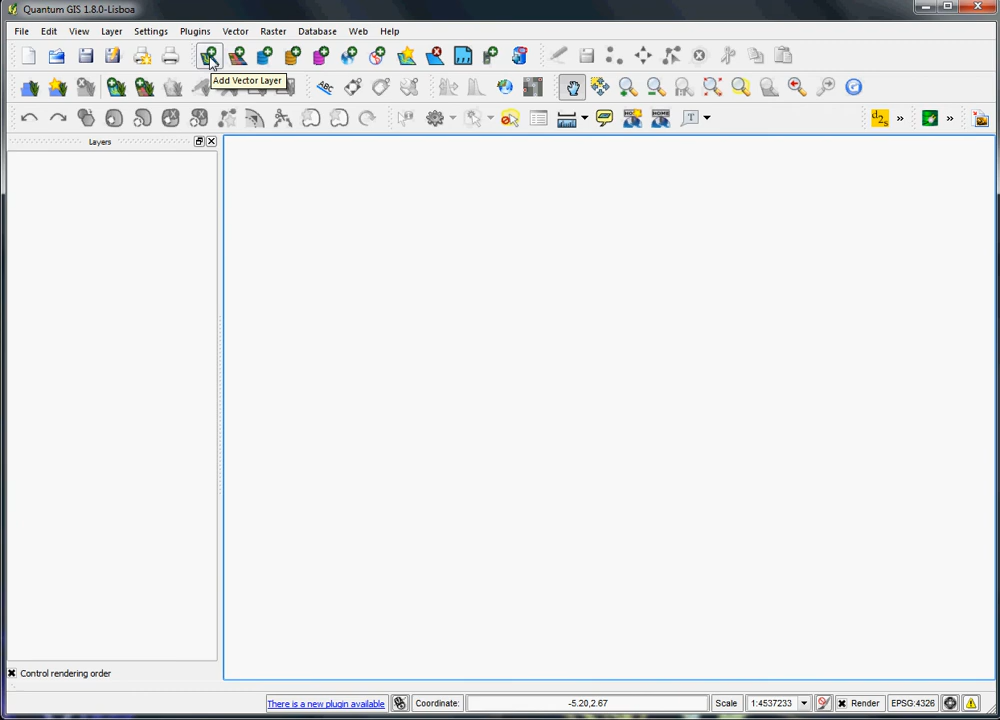 Quantum GIS 1.8.0-Lisboa
File Edit View Layer Settings Plugins Vector Raster Database Web Help
Add Vector Layer
ABC
T
d2s
Layers
Control rendering order
There is a new plugin available Coordinate: -5.20,2.67 Scale 1:4537233 Render EPSG:4326